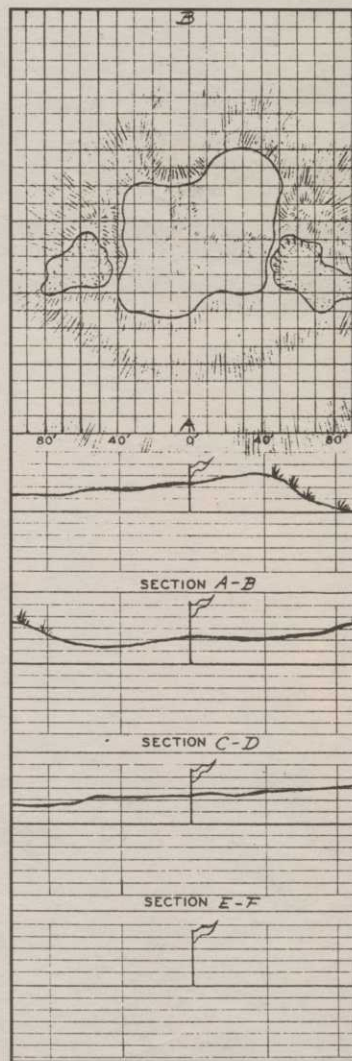 B
A
80' 40' 0' 40' 80'
SECTION A-B
SECTION C-D
SECTION E-F